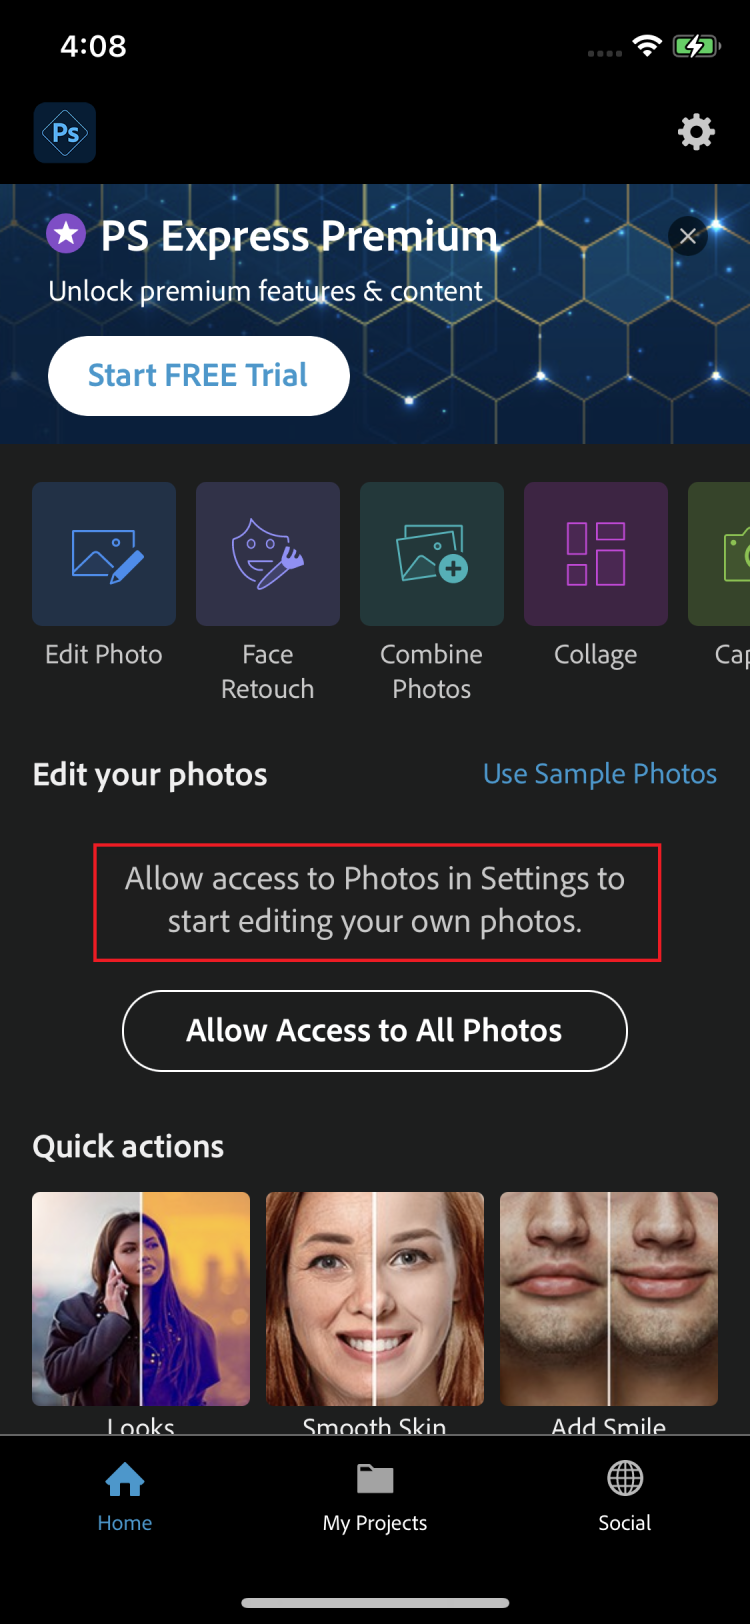 4:08
Ps
PS Express Premium
Unlock premium features & content
Start FREE Trial
Edit Photo
Face
Retouch
Combine
Photos
Collage
Cap
Edit your photos
Use Sample Photos
Allow access to Photos in Settings to
start editing your own photos.
Allow Access to All Photos
Quick actions
Looks
Smooth Skin
Add Smile
Home
My Projects
Social